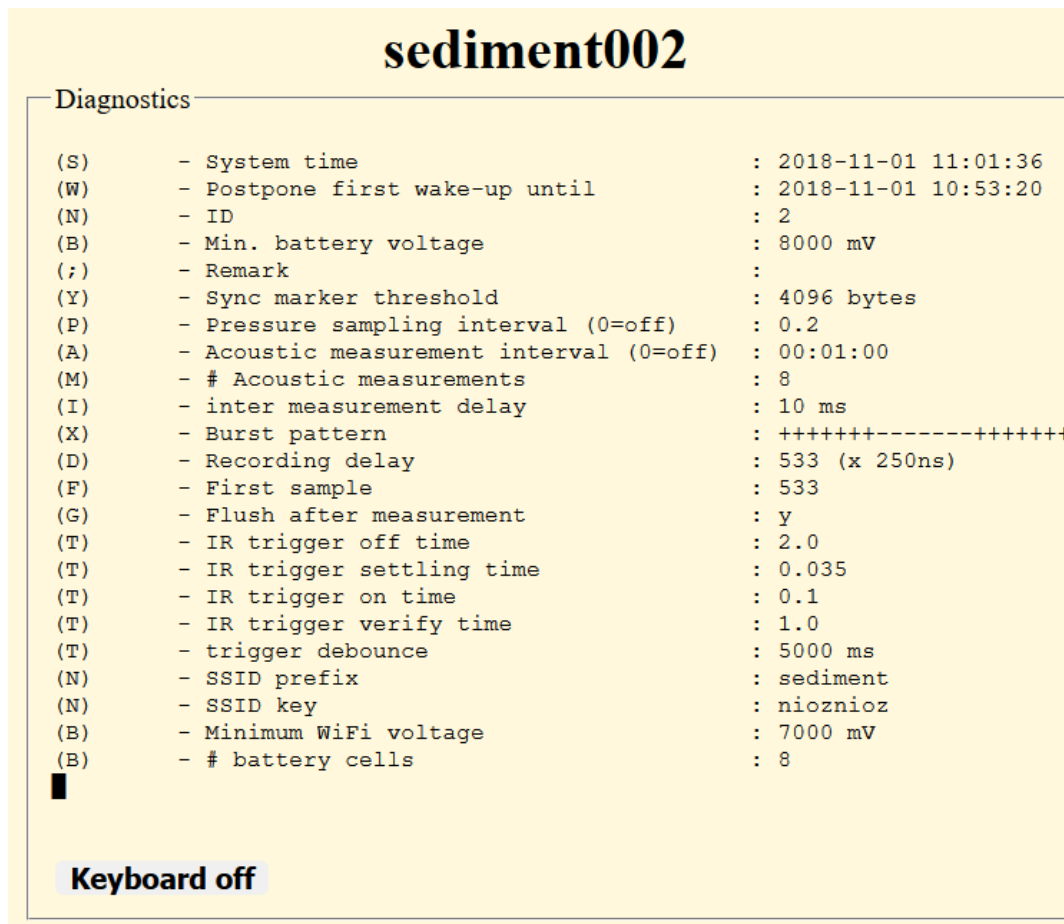 sediment002
Diagnostics
(S) - System time : 2018-11-01 11:01:36
(W) - Postpone first wake-up until : 2018-11-01 10:53:20
(N) - ID : 2
(B) - Min. battery voltage : 8000 mV
(;) - Remark :
(Y) - Sync marker threshold : 4096 bytes
(P) - Pressure sampling interval (0=off) : 0.2
(A) - Acoustic measurement interval (0=off) : 00:01:00
(M) - # Acoustic measurements : 8
(I) - inter measurement delay : 10 ms
(X) - Burst pattern : +++++++-------+++++++
(D) - Recording delay : 533 (x 250ns)
(F) - First sample : 533
(G) - Flush after measurement : y
(T) - IR trigger off time : 2.0
(T) - IR trigger settling time : 0.035
(T) - IR trigger on time : 0.1
(T) - IR trigger verify time : 1.0
(T) - trigger debounce : 5000 ms
(N) - SSID prefix : sediment
(N) - SSID key : nioznioz
(B) - Minimum WiFi voltage : 7000 mV
(B) - # battery cells : 8
Keyboard off